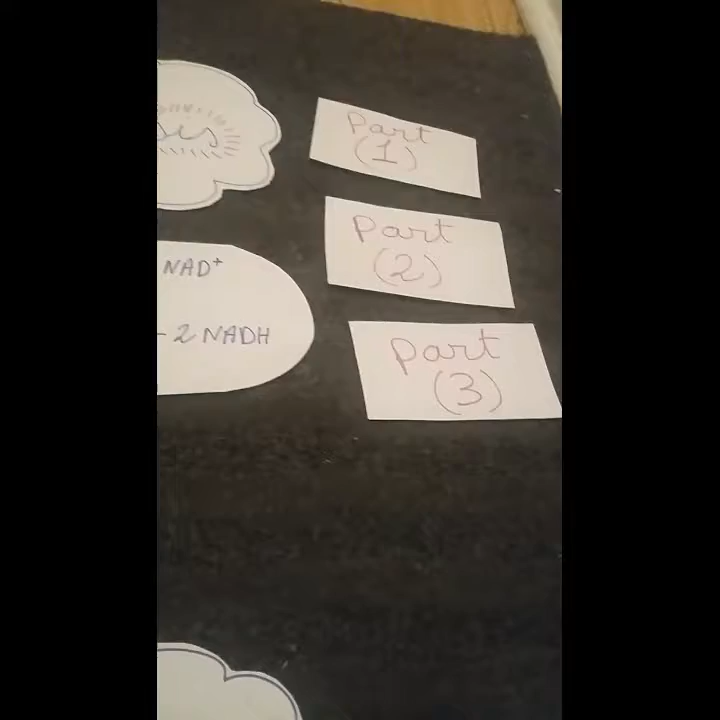 Part
(1)
Part
(2)
NAD⁺
- 2 NADH
Part
(3)